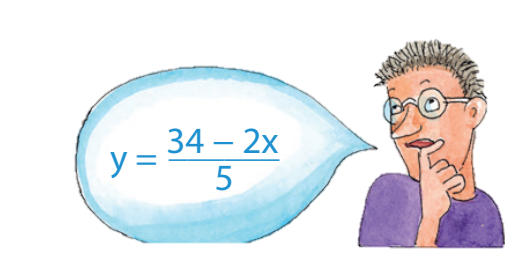 y = (34 − 2x)/5